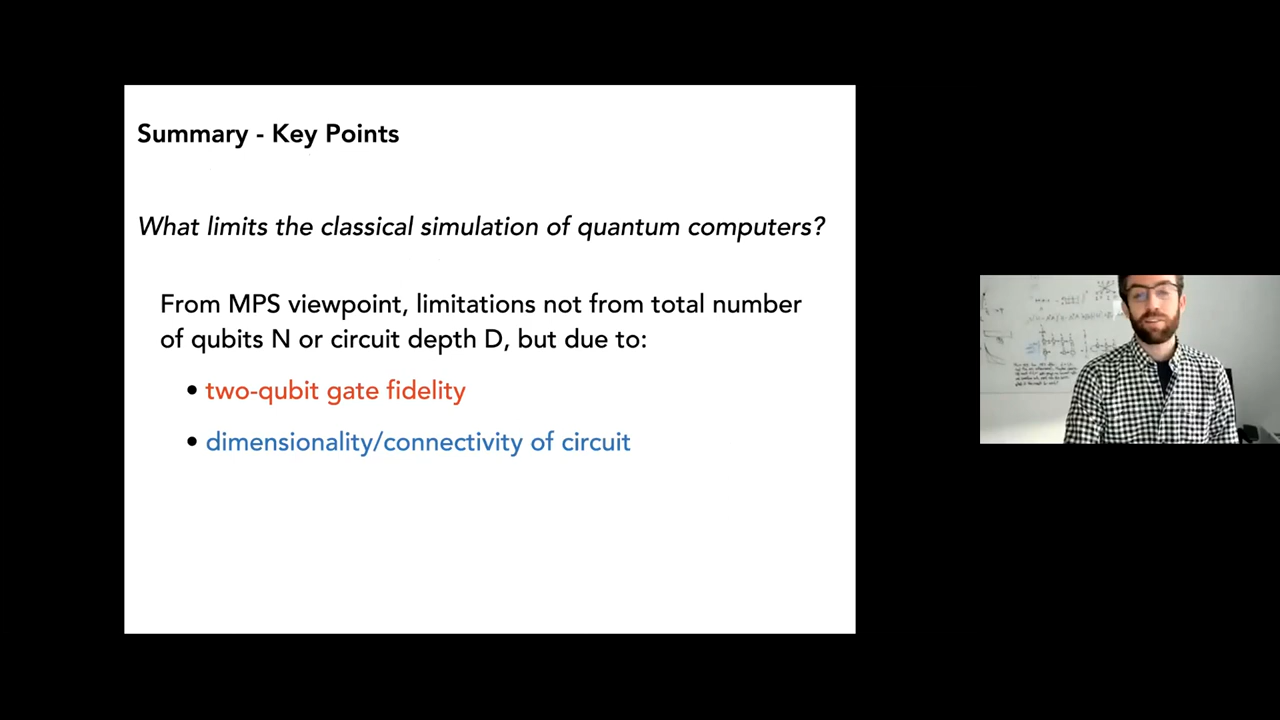 Summary - Key Points
What limits the classical simulation of quantum computers?
From MPS viewpoint, limitations not from total number
of qubits N or circuit depth D, but due to:
• two-qubit gate fidelity
• dimensionality/connectivity of circuit